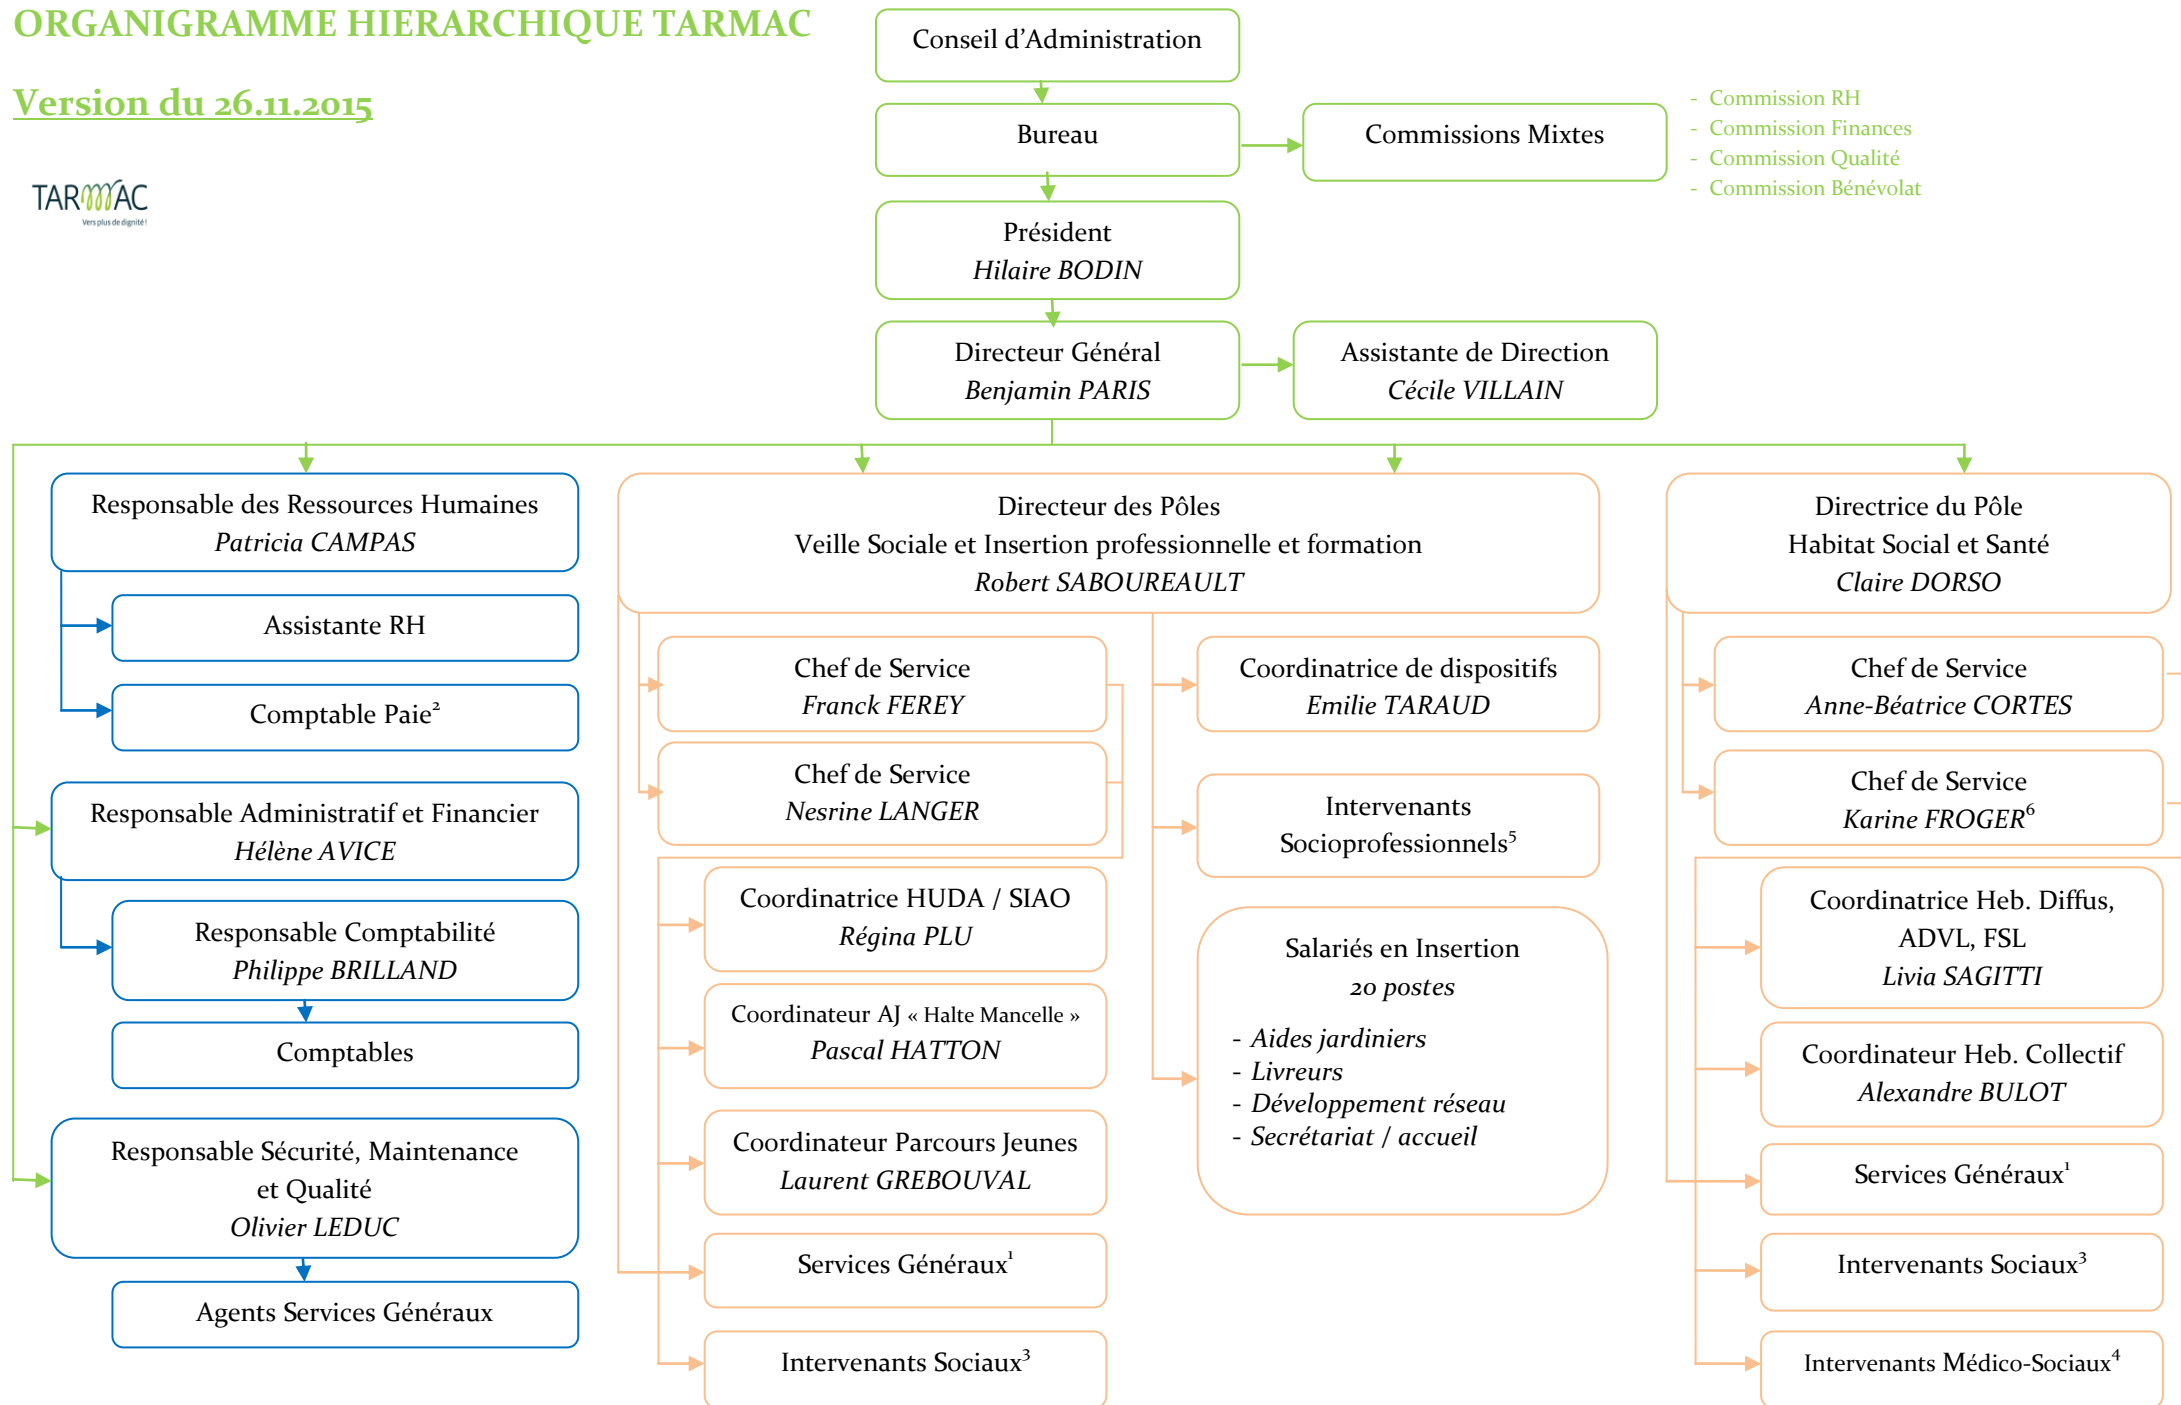 ORGANIGRAMME HIERARCHIQUE TARMAC
Version du 26.11.2015
TARMAC
Vers plus de dignité !
Conseil d’Administration
Bureau
Commissions Mixtes
- Commission RH
- Commission Finances
- Commission Qualité
- Commission Bénévolat
Président
Hilaire BODIN
Directeur Général
Benjamin PARIS
Assistante de Direction
Cécile VILLAIN
Responsable des Ressources Humaines
Patricia CAMPAS
Assistante RH
Comptable Paie²
Responsable Administratif et Financier
Hélène AVICE
Responsable Comptabilité
Philippe BRILLAND
Comptables
Responsable Sécurité, Maintenance
et Qualité
Olivier LEDUC
Agents Services Généraux
Directeur des Pôles
Veille Sociale et Insertion professionnelle et formation
Robert SABOUREAULT
Chef de Service
Franck FEREY
Chef de Service
Nesrine LANGER
Coordinatrice HUDA / SIAO
Régina PLU
Coordinateur AJ « Halte Mancelle »
Pascal HATTON
Coordinateur Parcours Jeunes
Laurent GREBOUVAL
Services Généraux¹
Intervenants Sociaux³
Coordinatrice de dispositifs
Emilie TARAUD
Intervenants
Socioprofessionnels⁵
Salariés en Insertion
20 postes
- Aides jardiniers
- Livreurs
- Développement réseau
- Secrétariat / accueil
Directrice du Pôle
Habitat Social et Santé
Claire DORSO
Chef de Service
Anne-Béatrice CORTES
Chef de Service
Karine FROGER⁶
Coordinatrice Heb. Diffus,
ADVL, FSL
Livia SAGITTI
Coordinateur Heb. Collectif
Alexandre BULOT
Services Généraux¹
Intervenants Sociaux³
Intervenants Médico-Sociaux⁴